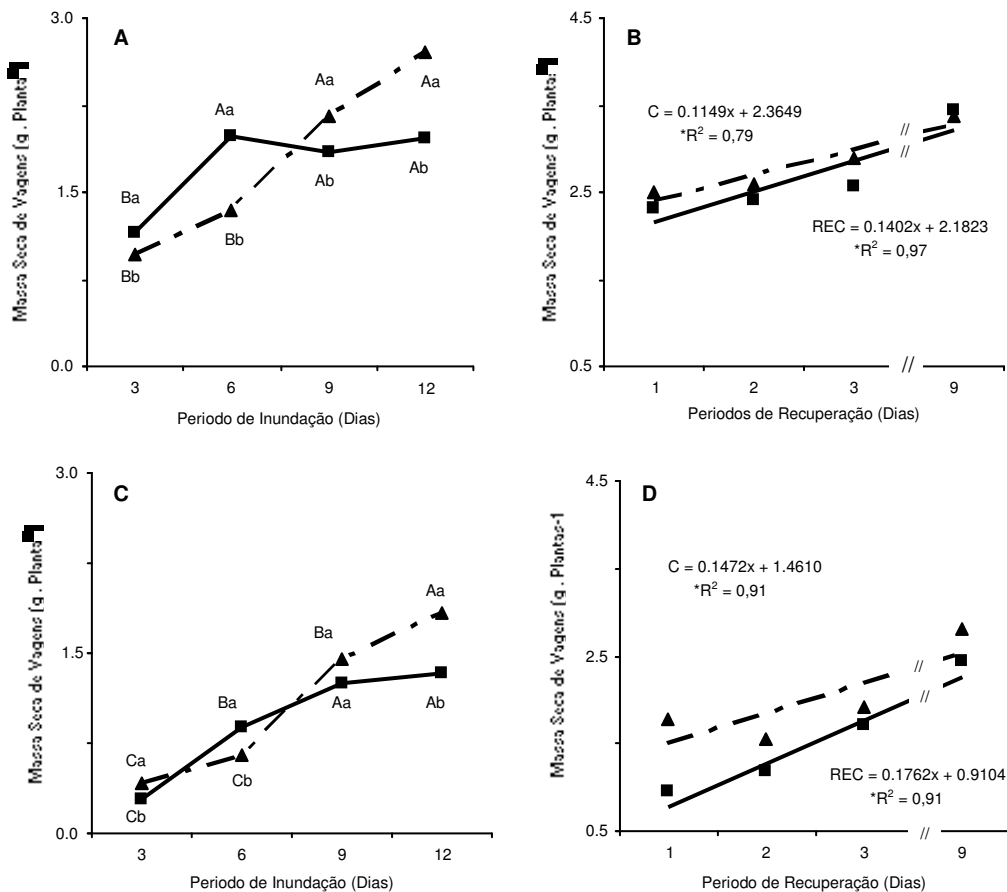 A
3.0
1.5
0.0
Massa Seca de Vagens (g . Planta
Ba
Aa
Aa
Aa
Bb
Bb
Ab
Ab
3 6 9 12
Periodo de Inundação (Dias)
B
4.5
2.5
0.5
Massa Seca de Vagens (g . Planta
C = 0.1149x + 2.3649
*R² = 0,79
//
//
REC = 0.1402x + 2.1823
*R² = 0,97
//
1 2 3 9
Periodos de Recuperação (Dias)
C
3.0
1.5
0.0
Massa Seca de Vagens (g . Planta
Aa
Ba
Ba
Aa
Ab
Ca
Cb
Cb
3 6 9 12
Periodo de Inundação (Dias)
D
4.5
2.5
0.5
Massa Seca de Vagens (g . Plantas-1
C = 0.1472x + 1.4610
*R² = 0,91
//
//
REC = 0.1762x + 0.9104
*R² = 0,91
//
1 2 3 9
Periodo de Recuperação (Dias)